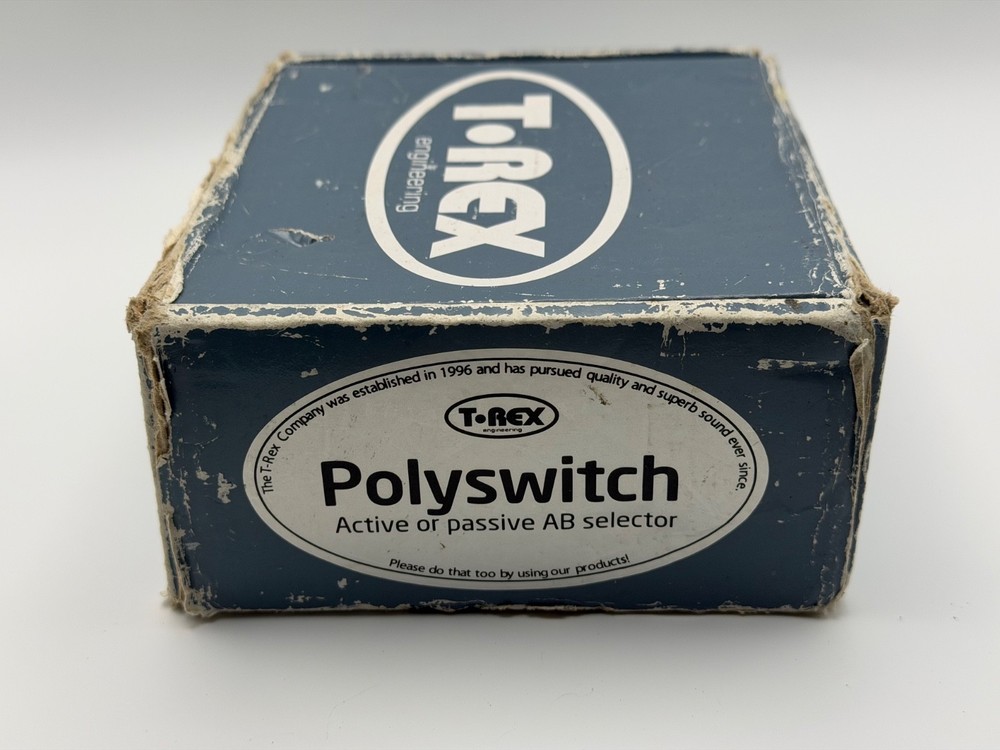 T•REX
engineering
The T-Rex Company was established in 1996 and has pursued quality and superb sound ever since.
T•REX
engineering
Polyswitch
Active or passive AB selector
Please do that too by using our products!